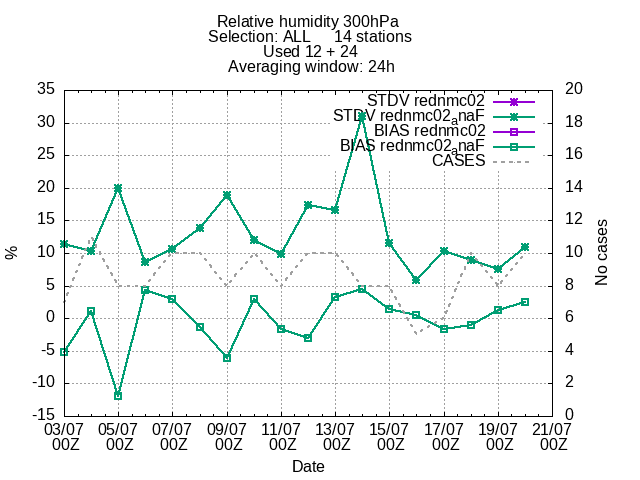 Relative humidity 300hPa
Selection: ALL 14 stations
Used 12 + 24
Averaging window: 24h
35
30
25
20
15
10
5
0
-5
-10
-15
%
20
18
16
14
12
10
8
6
4
2
0
No cases
STDV rednmc02
STDV rednmc02anaF
BIAS rednmc02
BIAS rednmc02anaF
CASES
03/07 05/07 07/07 09/07 11/07 13/07 15/07 17/07 19/07 21/07
00Z 00Z 00Z 00Z 00Z 00Z 00Z 00Z 00Z 00Z
Date